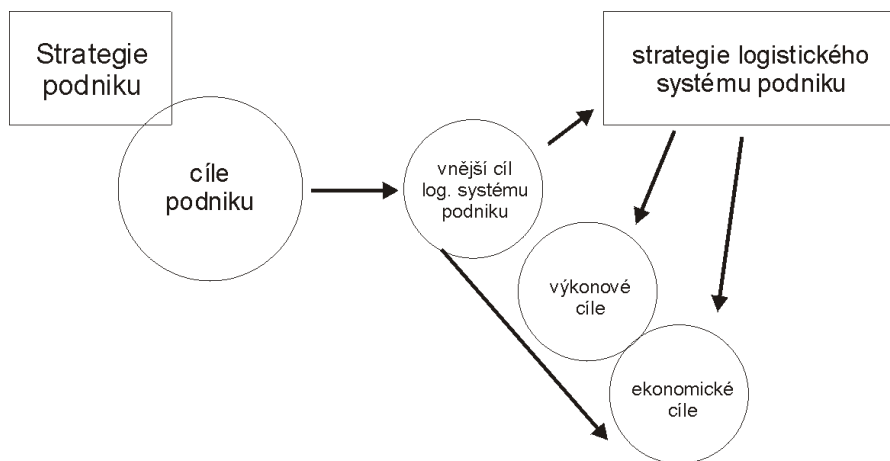 Strategie
podniku
cíle
podniku
vnější cíl
log. systému
podniku
strategie logistického
systému podniku
výkonové
cíle
ekonomické
cíle